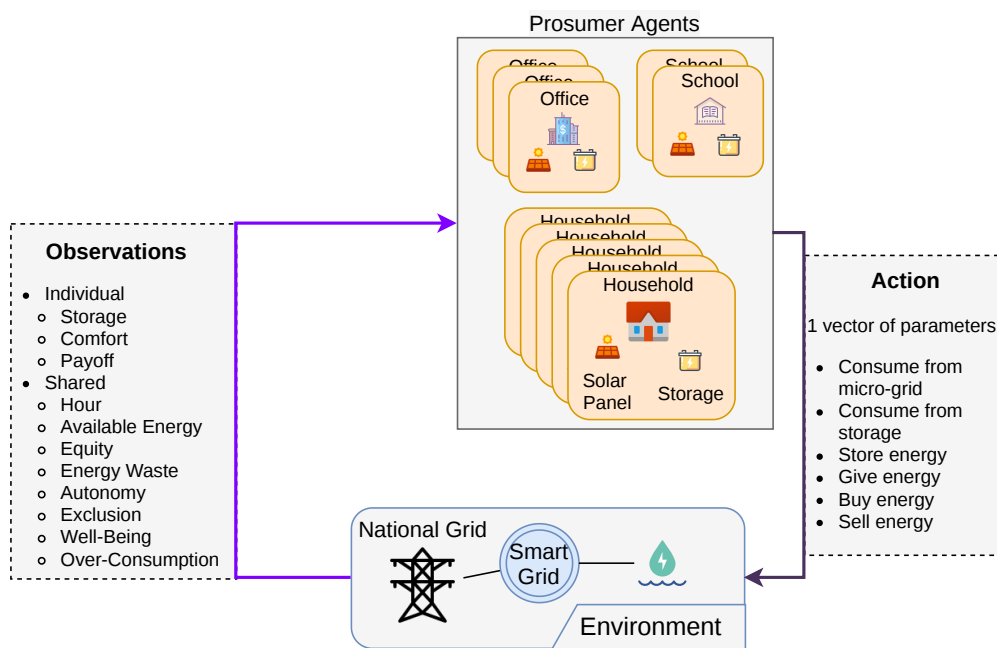 Prosumer Agents
Office
Office
Office
School
School
Household
Household
Household
Household
Household
Solar
Panel
Storage
Observations
Individual
Storage
Comfort
Payoff
Shared
Hour
Available Energy
Equity
Energy Waste
Autonomy
Exclusion
Well-Being
Over-Consumption
Action
1 vector of parameters
Consume from
micro-grid
Consume from
storage
Store energy
Give energy
Buy energy
Sell energy
National Grid
Smart
Grid
Environment